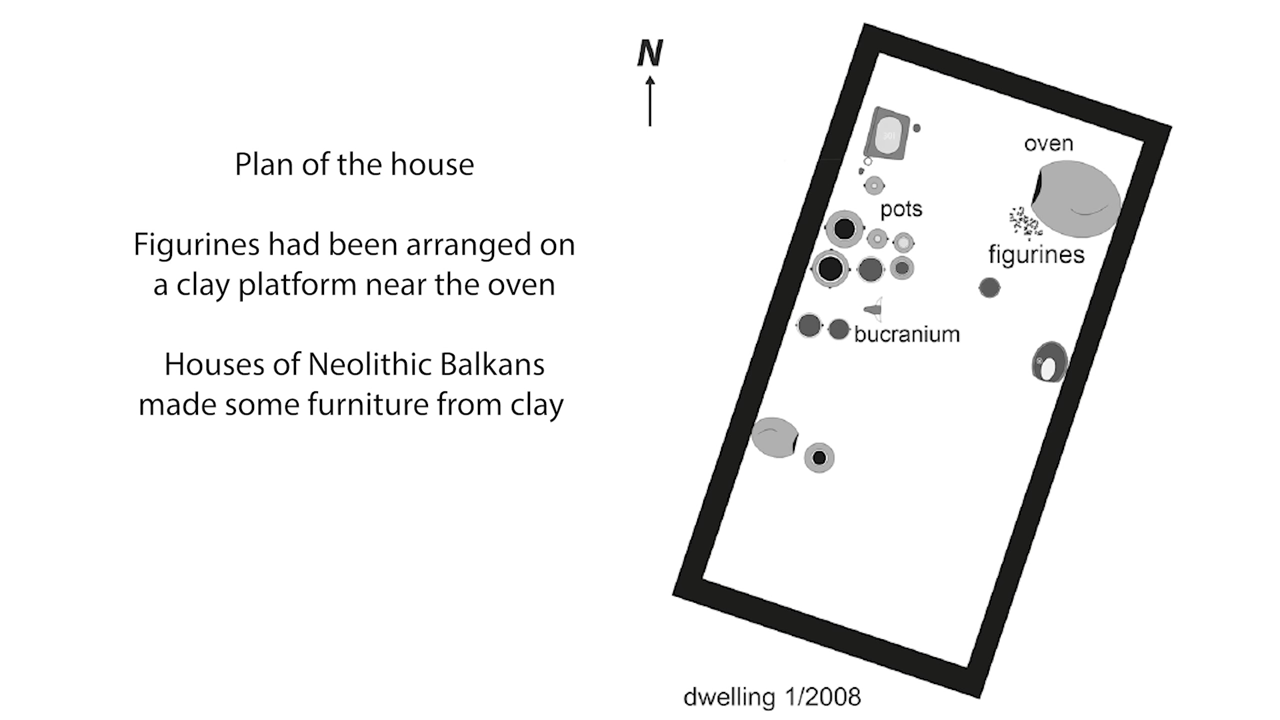 N
Plan of the house
Figurines had been arranged on
a clay platform near the oven
Houses of Neolithic Balkans
made some furniture from clay
oven
pots
figurines
bucranium
dwelling 1/2008